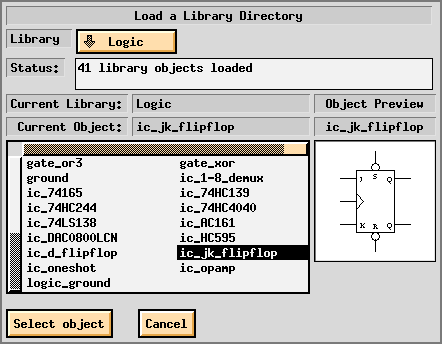 Load a Library Directory
Library Logic
Status: 41 library objects loaded
Current Library: Logic Object Preview
Current Object: ic_jk_flipflop ic_jk_flipflop
gate_or3 gate_xor
ground ic_1-8_demux
ic_74165 ic_74HC139
ic_74HC244 ic_74HC4040
ic_74LS138 ic_AC161
ic_DAC0800LCN ic_HC595
ic_d_flipflop ic_jk_flipflop
ic_oneshot ic_opamp
logic_ground
J S Q
K R Q
Select object Cancel